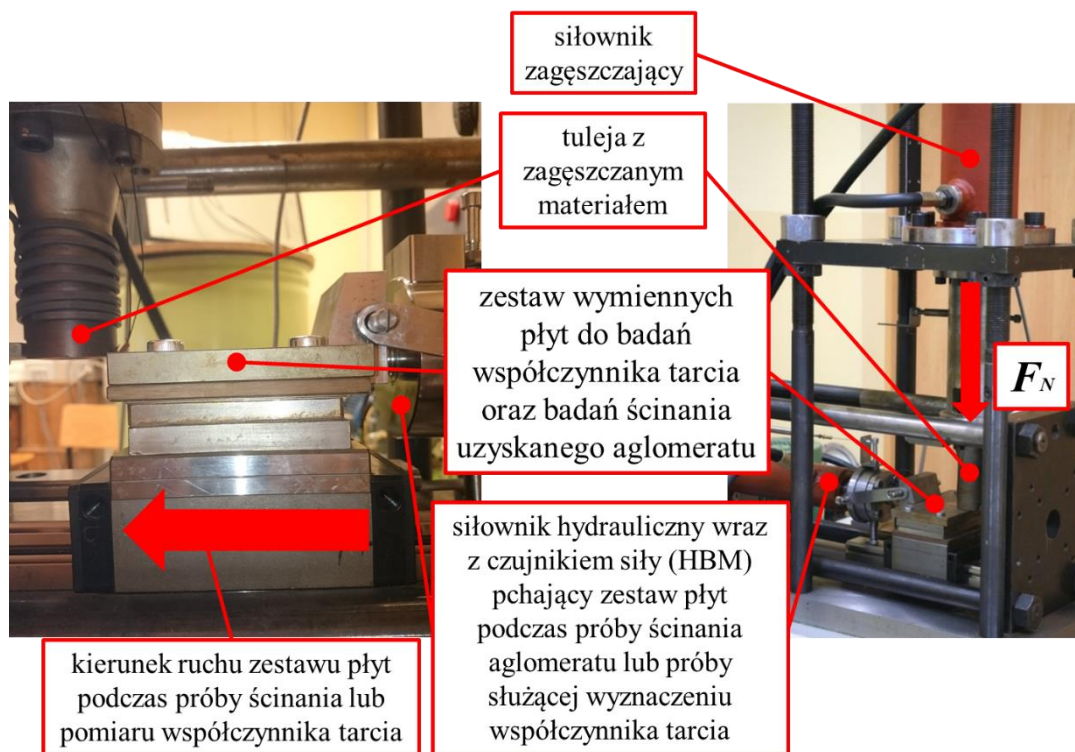 siłownik
zagęszczający
tuleja z
zagęszczanym
materiałem
zestaw wymiennych
płyt do badań
współczynnika tarcia
oraz badań ścinania
uzyskanego aglomeratu
F_N
siłownik hydrauliczny wraz
z czujnikiem siły (HBM)
pchający zestaw płyt
podczas próby ścinania
aglomeratu lub próby
służącej wyznaczeniu
współczynnika tarcia
kierunek ruchu zestawu płyt
podczas próby ścinania lub
pomiaru współczynnika tarcia